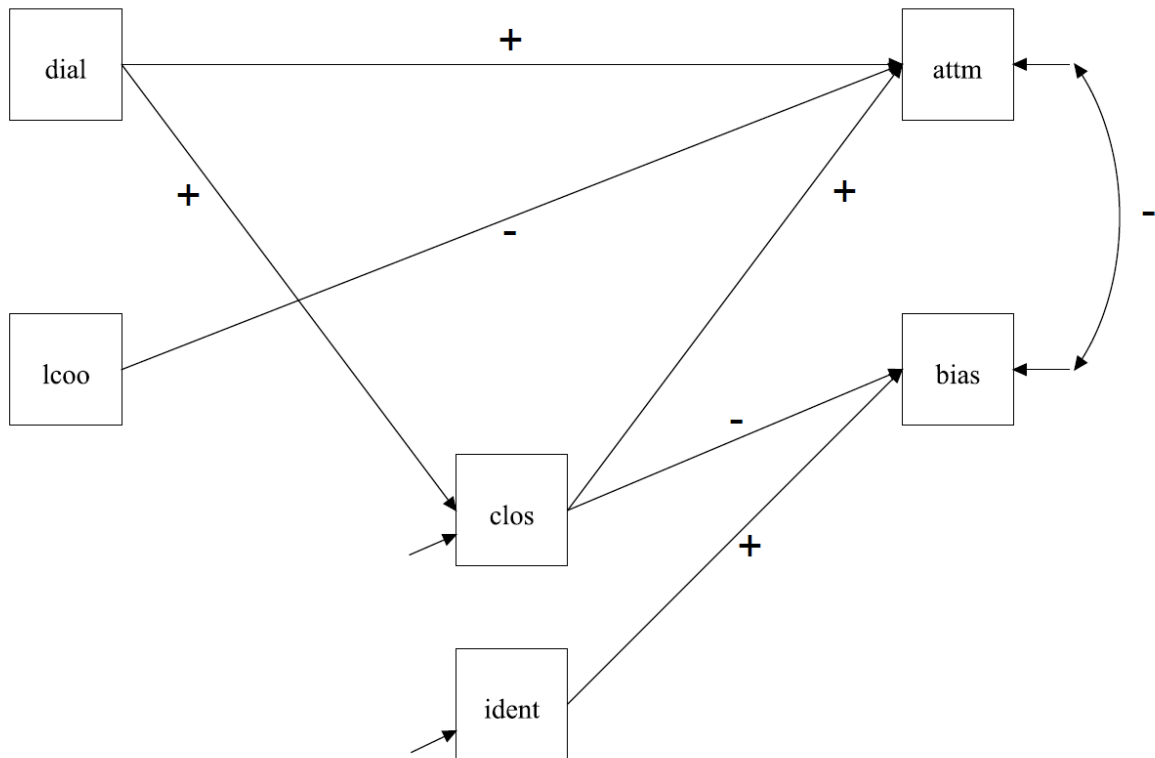 +
dial
attm
+
+
-
-
lcoo
bias
-
clos
+
ident